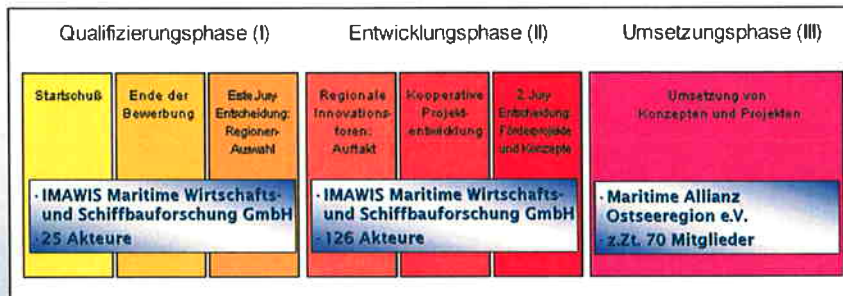 Qualifizierungsphase (I)
Entwicklungsphase (II)
Umsetzungsphase (III)
Startschuß
Ende der
Bewerbung
Este Jury
Entscheidung:
Regionen-
Auswahl
Regionale
Innovations-
foren:
Auftakt
Kooperative
Projekt-
entwicklung
2. Jury
Entscheidung:
Förderprojekte
und Konzepte
Umsetzung von
Konzepten und Projekten
· IMAWIS Maritime Wirtschafts-
und Schiffbauforschung GmbH
· 25 Akteure
· IMAWIS Maritime Wirtschafts-
und Schiffbauforschung GmbH
· 126 Akteure
· Maritime Allianz
Ostseeregion e.V.
· z.Zt. 70 Mitglieder